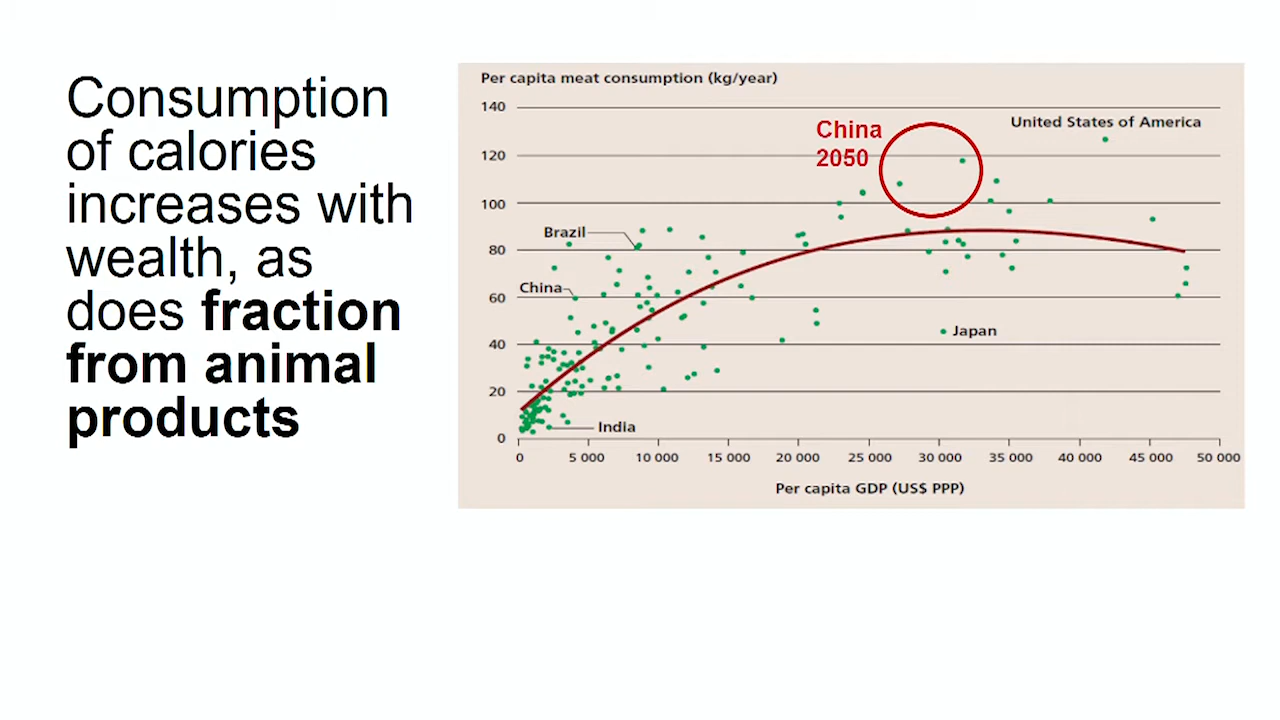 Consumption
of calories
increases with
wealth, as
does fraction
from animal
products
Per capita meat consumption (kg/year)
140
120
100
80
60
40
20
0
United States of America
China
2050
Brazil
China
Japan
India
0 5 000 10 000 15 000 20 000 25 000 30 000 35 000 40 000 45 000 50 000
Per capita GDP (US$ PPP)